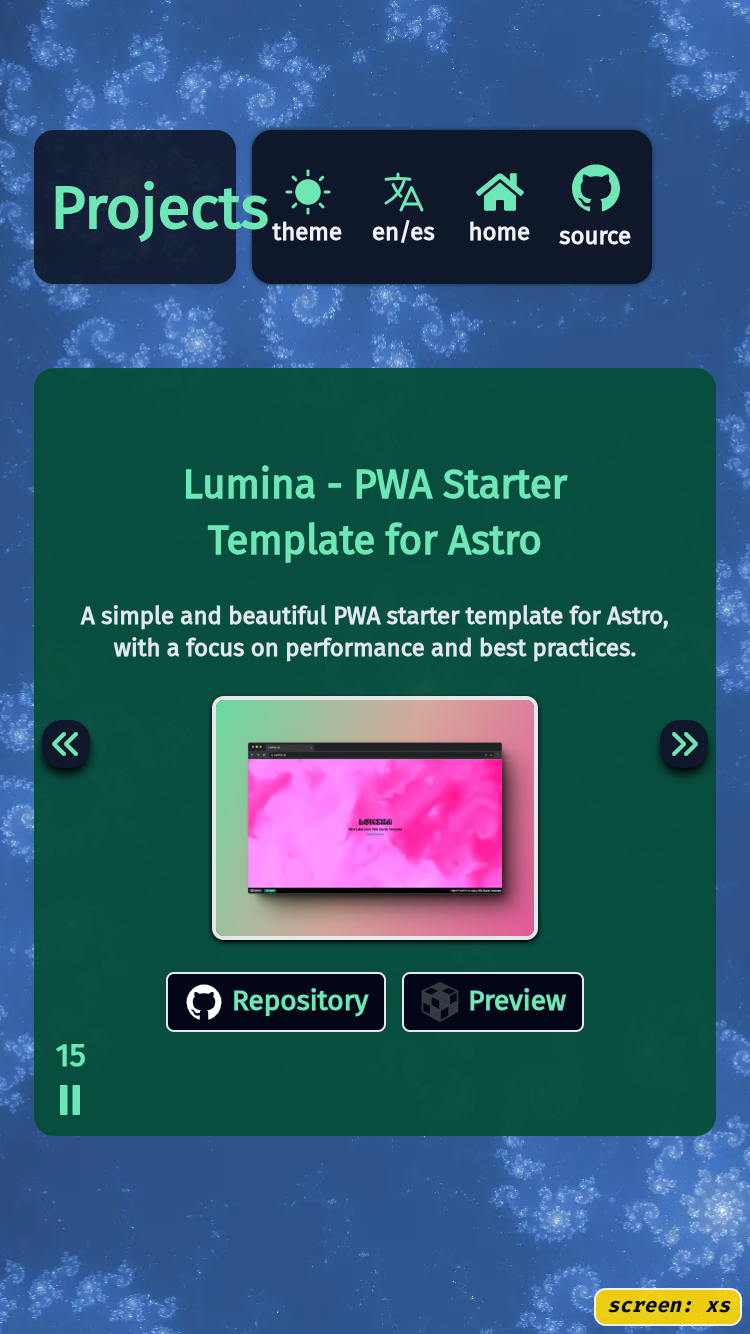 Projects
theme
en/es
home
source
Lumina - PWA Starter
Template for Astro
A simple and beautiful PWA starter template for Astro,
with a focus on performance and best practices.
LUMINA
Repository
Preview
15
screen: xs